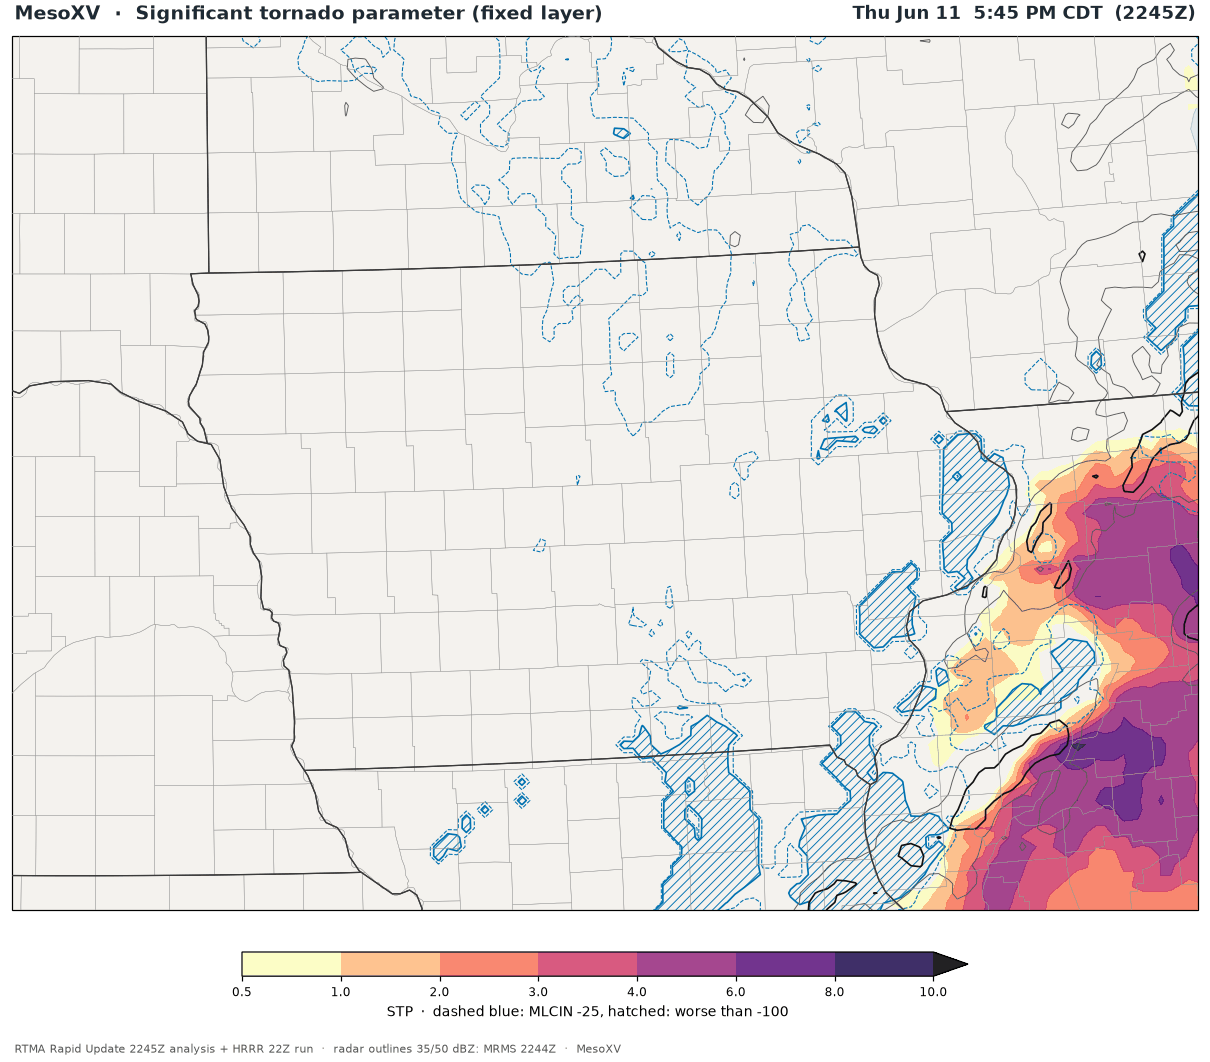 MesoXV · Significant tornado parameter (fixed layer)
Thu Jun 11 5:45 PM CDT (2245Z)
0.5 1.0 2.0 3.0 4.0 6.0 8.0 10.0
STP · dashed blue: MLCIN -25, hatched: worse than -100
RTMA Rapid Update 2245Z analysis + HRRR 22Z run · radar outlines 35/50 dBZ: MRMS 2244Z · MesoXV